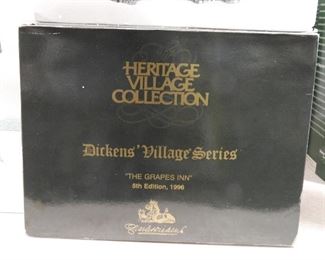 HERITAGE
VILLAGE
COLLECTION
Dickens' Village Series
"THE GRAPES INN"
5th Edition, 1996